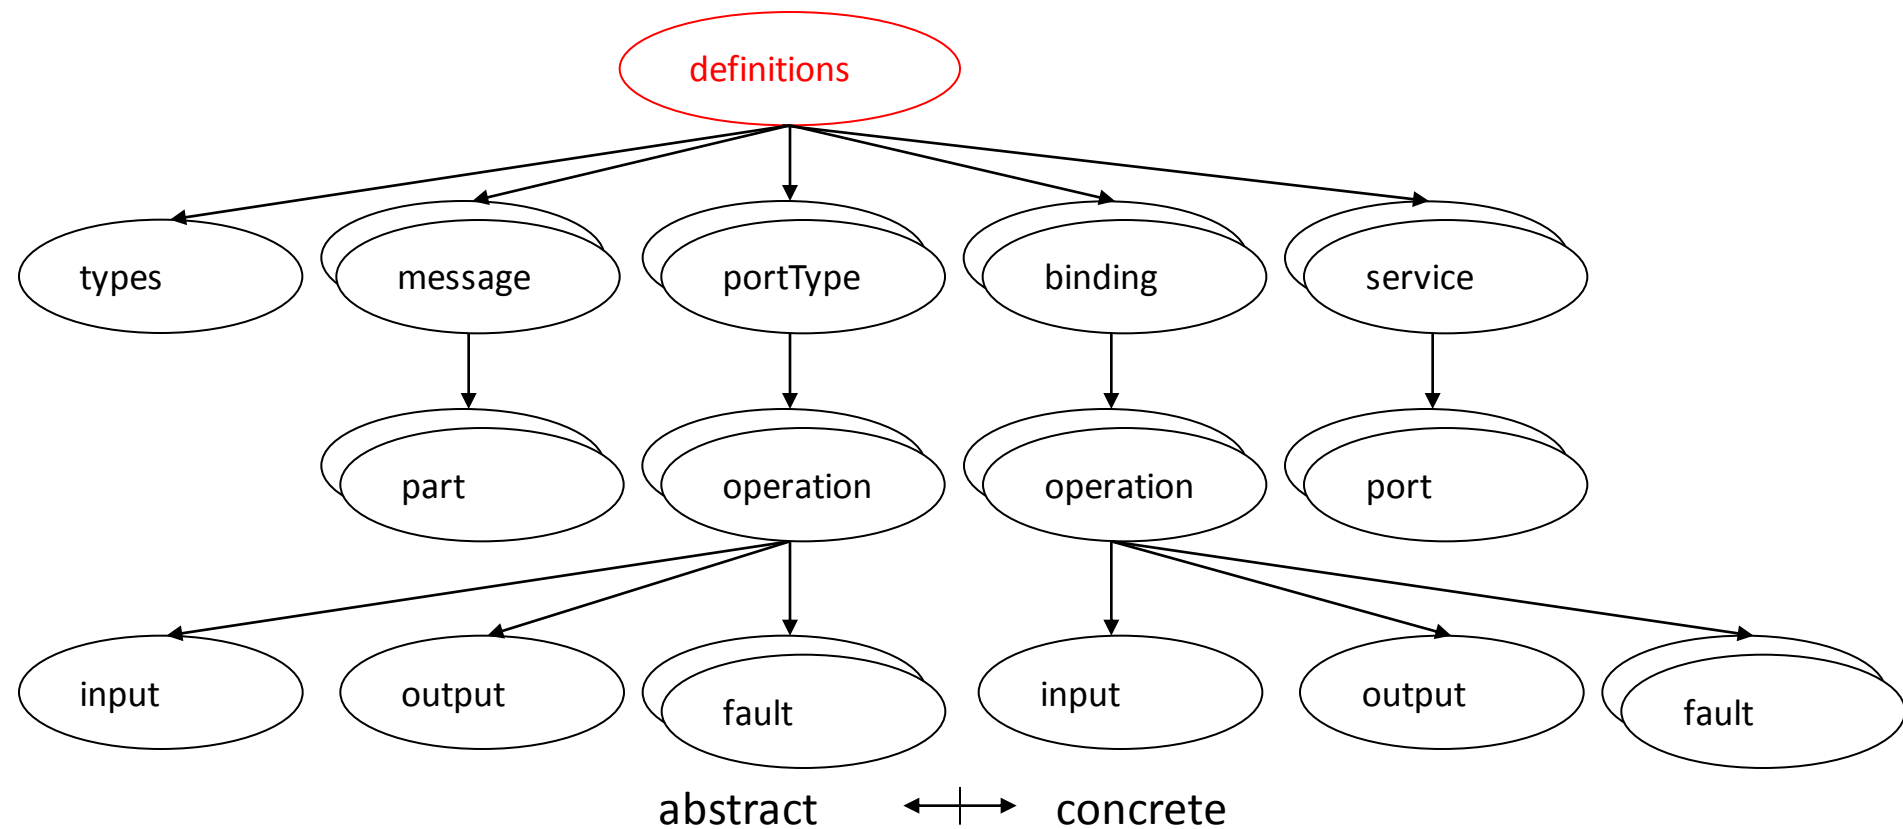 definitions
types
message
portType
binding
service
part
operation
operation
port
input
output
fault
input
output
fault
abstract
concrete